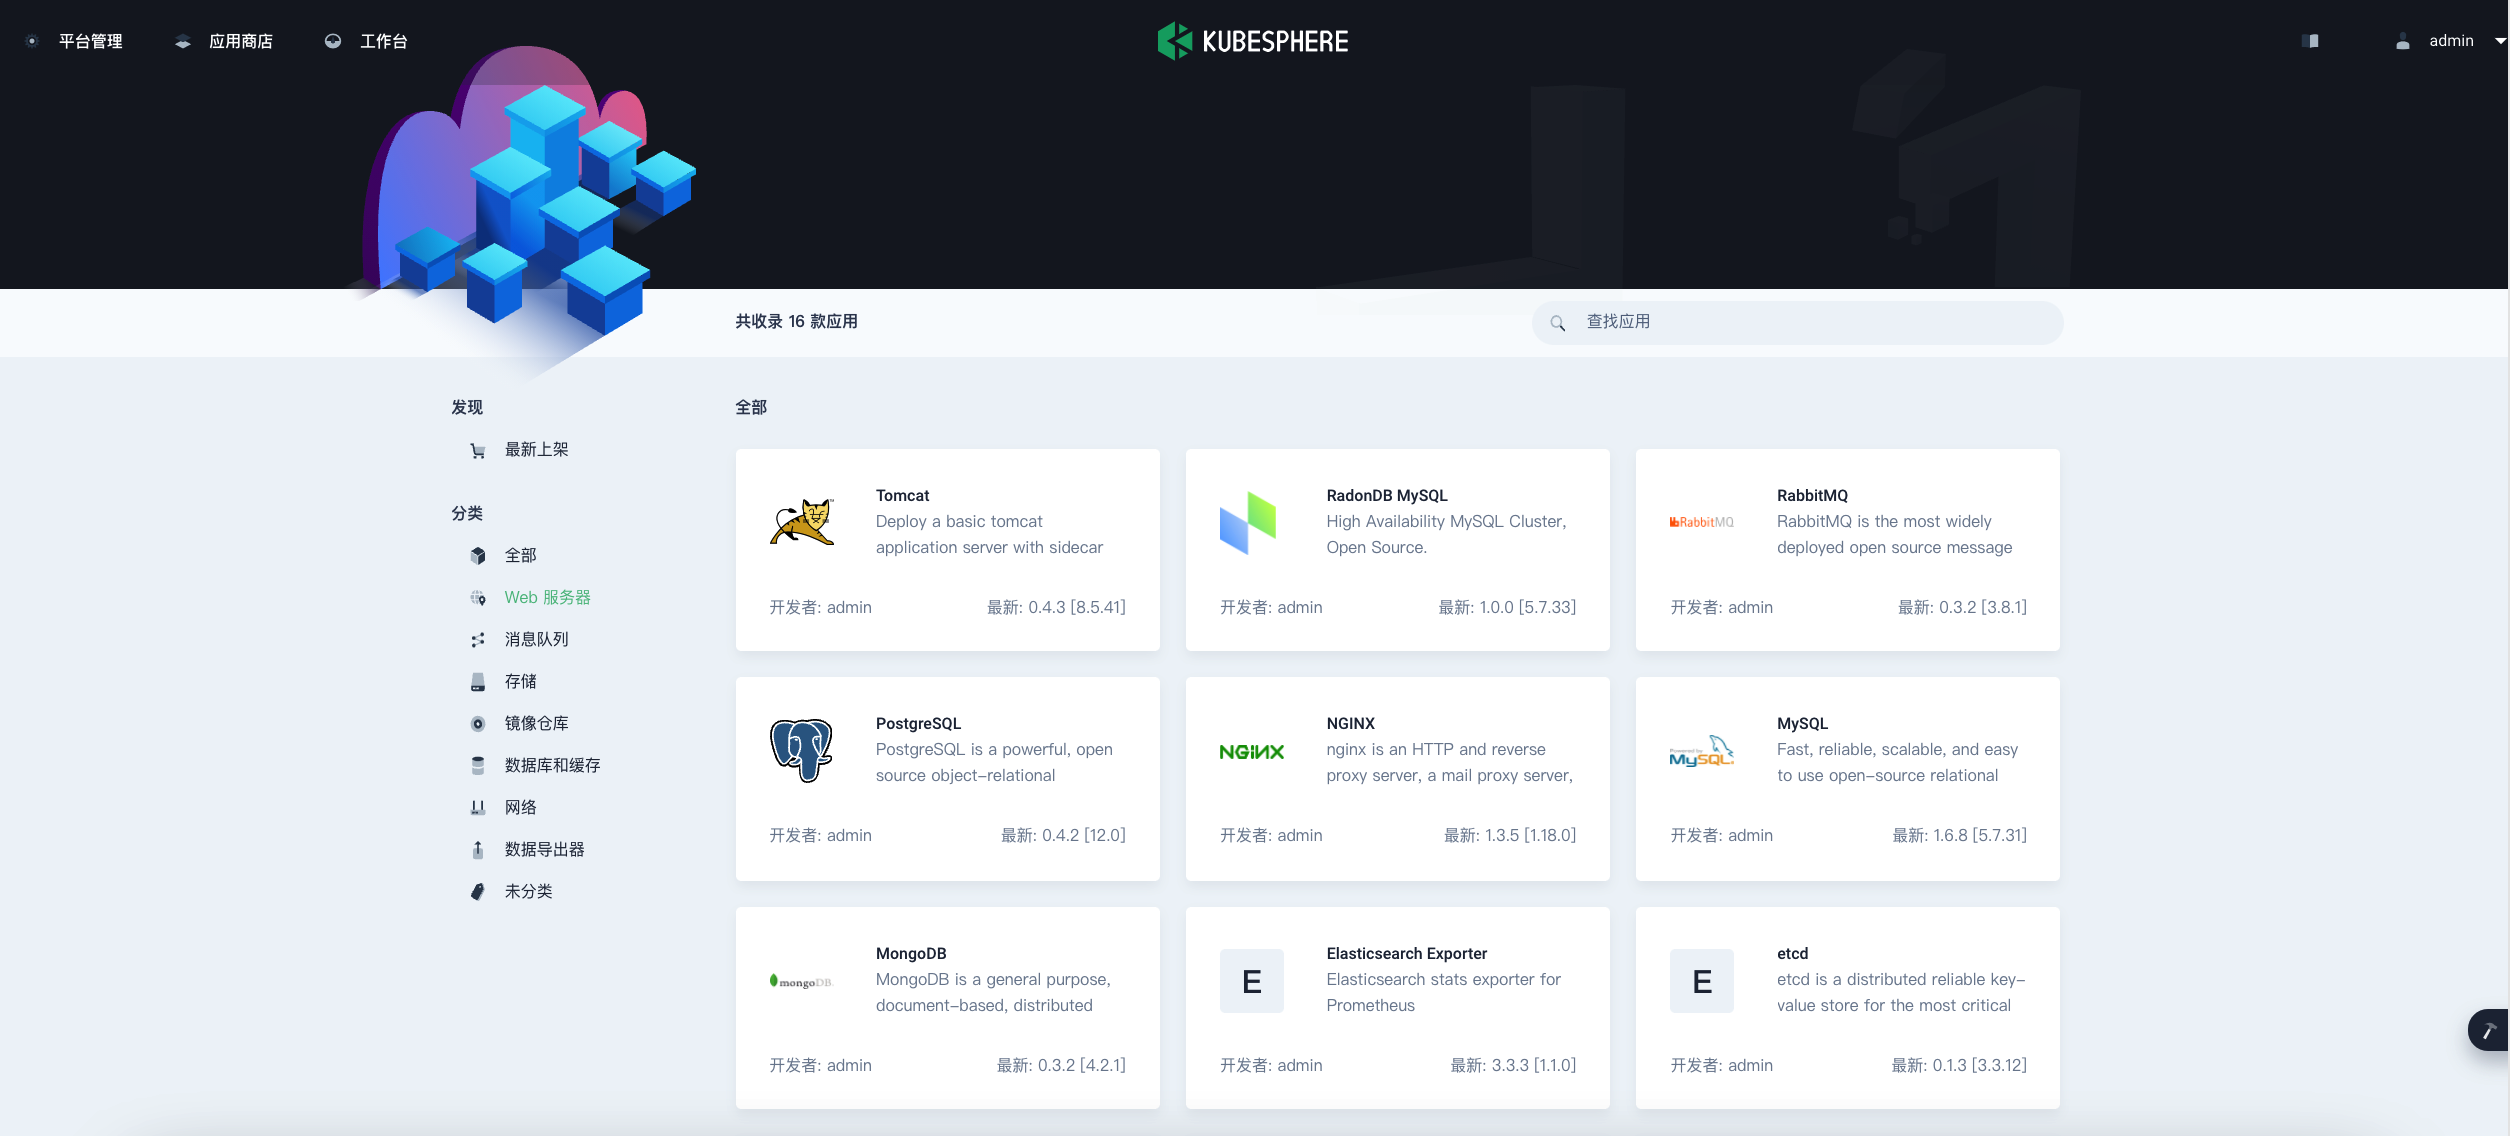 平台管理
应用商店
工作台
KUBESPHERE
admin
共收录 16 款应用
查找应用
发现
最新上架
分类
全部
Web 服务器
消息队列
存储
镜像仓库
数据库和缓存
网络
数据导出器
未分类
全部
Tomcat
Deploy a basic tomcat
application server with sidecar
开发者: admin
最新: 0.4.3 [8.5.41]
RadonDB MySQL
High Availability MySQL Cluster,
Open Source.
开发者: admin
最新: 1.0.0 [5.7.33]
RabbitMQ
RabbitMQ
RabbitMQ is the most widely
deployed open source message
开发者: admin
最新: 0.3.2 [3.8.1]
PostgreSQL
PostgreSQL is a powerful, open
source object-relational
开发者: admin
最新: 0.4.2 [12.0]
NGINX
NGINX
nginx is an HTTP and reverse
proxy server, a mail proxy server,
开发者: admin
最新: 1.3.5 [1.18.0]
Powered by
MySQL
MySQL
Fast, reliable, scalable, and easy
to use open-source relational
开发者: admin
最新: 1.6.8 [5.7.31]
mongoDB
MongoDB
MongoDB is a general purpose,
document-based, distributed
开发者: admin
最新: 0.3.2 [4.2.1]
E
Elasticsearch Exporter
Elasticsearch stats exporter for
Prometheus
开发者: admin
最新: 3.3.3 [1.1.0]
E
etcd
etcd is a distributed reliable key-
value store for the most critical
开发者: admin
最新: 0.1.3 [3.3.12]